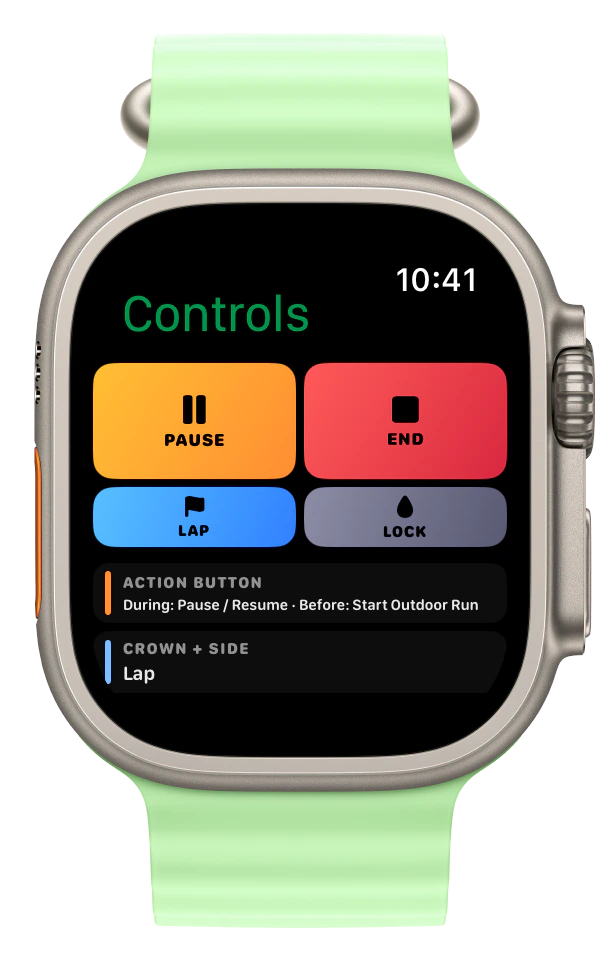 10:41
Controls
PAUSE
END
LAP
LOCK
ACTION BUTTON
During: Pause / Resume · Before: Start Outdoor Run
CROWN + SIDE
Lap